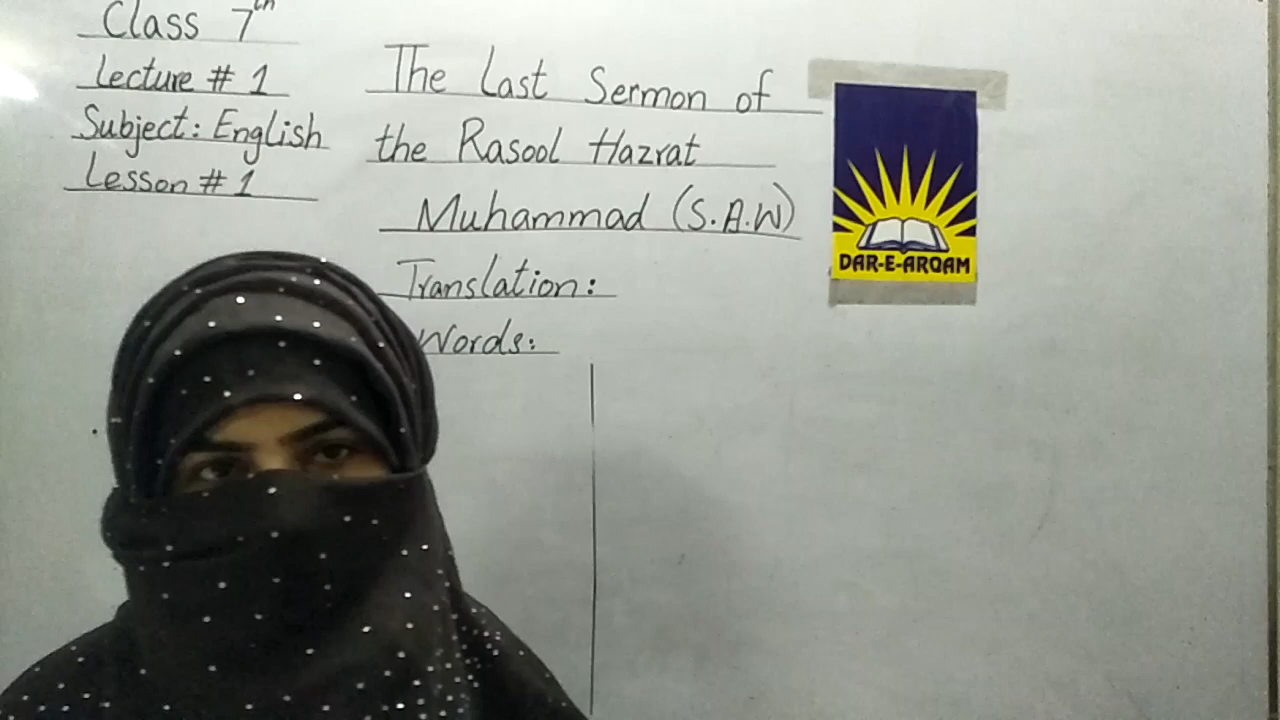 Class 7th
Lecture # 1
Subject: English
Lesson # 1
The Last Sermon of
the Rasool Hazrat
Muhammad (S.A.W)
Translation:
Words:
DAR-E-ARQAM